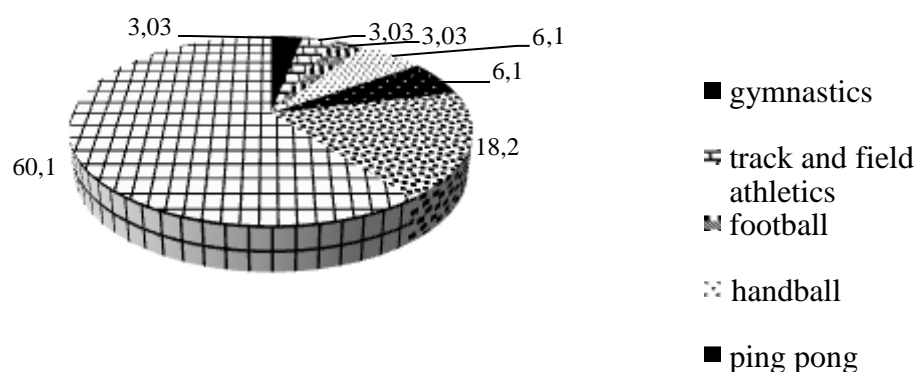 3,03
3,03
3,03
6,1
6,1
18,2
60,1
gymnastics
track and field
athletics
football
handball
ping pong